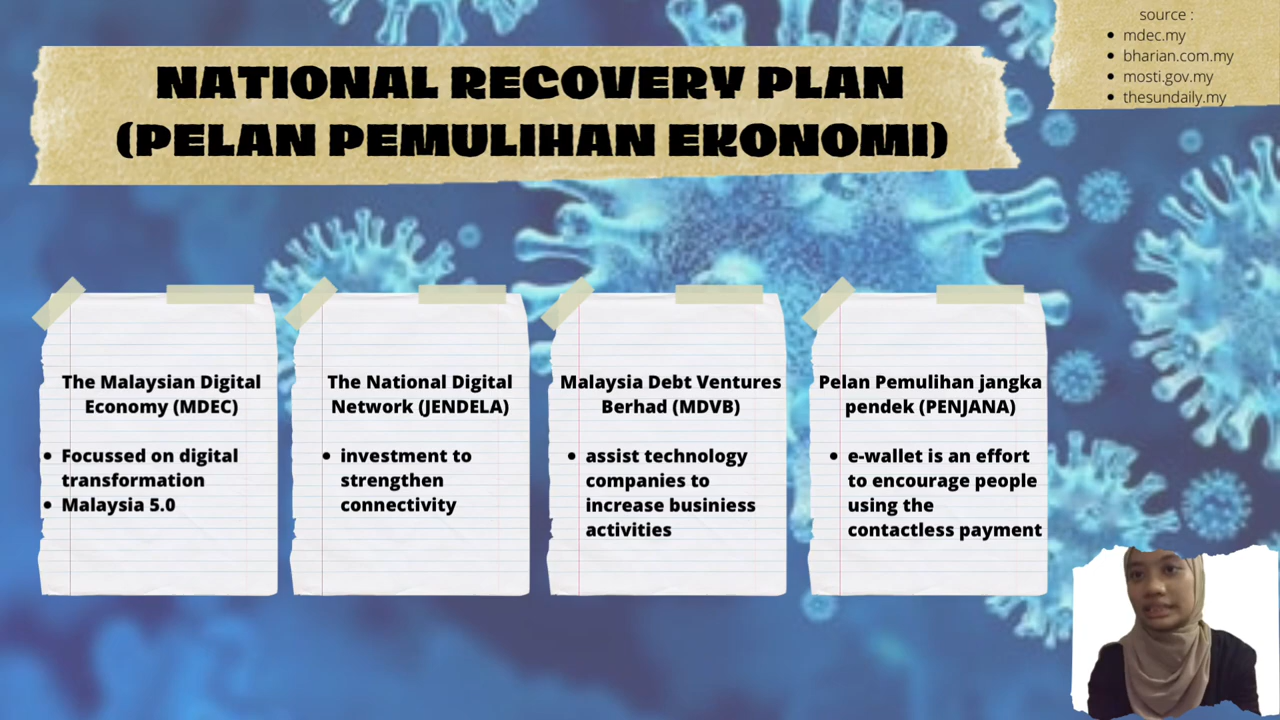 source :
• mdec.my
• bharian.com.my
• mosti.gov.my
• thesundaily.my
NATIONAL RECOVERY PLAN
(PELAN PEMULIHAN EKONOMI)
The Malaysian Digital
Economy (MDEC)
• Focussed on digital
transformation
• Malaysia 5.0
The National Digital
Network (JENDELA)
• investment to
strengthen
connectivity
Malaysia Debt Ventures
Berhad (MDVB)
• assist technology
companies to
increase businiess
activities
Pelan Pemulihan jangka
pendek (PENJANA)
• e-wallet is an effort
to encourage people
using the
contactless payment